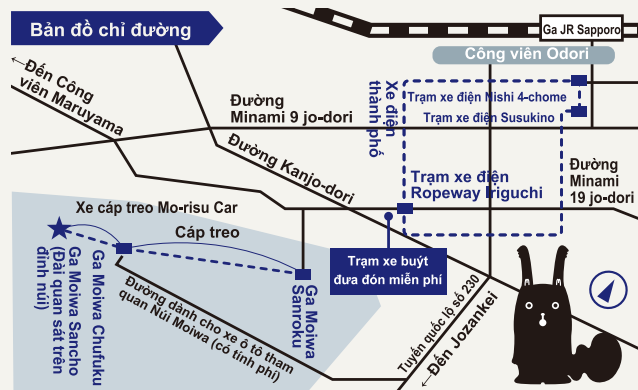 Bản đồ chỉ đường
Ga JR Sapporo
Công viên Odori
←Đến Công
viên Maruyama
Xe điện
thành phố
Trạm xe điện Nishi 4-chome
Trạm xe điện Susukino
Đường
Minami 9 jo-dori
Đường Kanjo-dori
Trạm xe điện
Ropeway Iriguchi
Đường
Minami
19 jo-dori
Xe cáp treo Mo-risu Car
Cáp treo
Trạm xe buýt
đưa đón miễn phí
Ga Moiwa Sancho
(Đài quan sát trên
đỉnh núi)
Ga Moiwa Chufuku
Ga Moiwa
Sanroku
Đường dành cho xe ô tô tham
quan Núi Moiwa (có tính phí)
Tuyến quốc lộ số 230
←Đến Jozankei